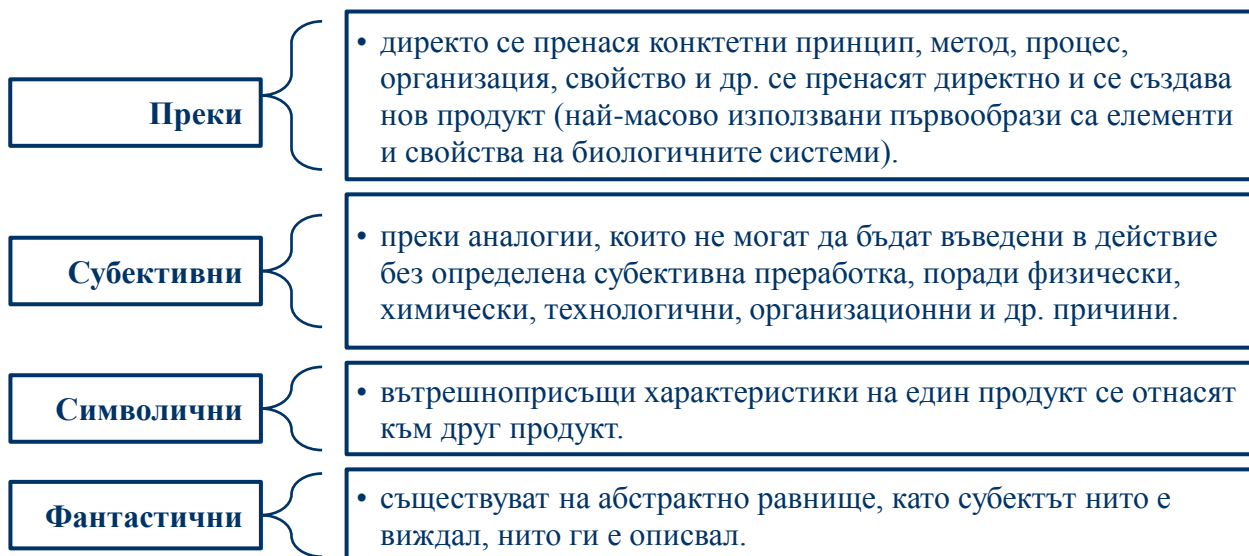 Преки
• директо се пренася конктетни принцип, метод, процес,
организация, свойство и др. се пренасят директно и се създава
нов продукт (най-масово използвани първообрази са елементи
и свойства на биологичните системи).
Субективни
• преки аналогии, които не могат да бъдат въведени в действие
без определена субективна преработка, поради физически,
химически, технологични, организационни и др. причини.
Символични
• вътрешноприсъщи характеристики на един продукт се отнасят
към друг продукт.
Фантастични
• съществуват на абстрактно равнище, като субектът нито е
виждал, нито ги е описвал.